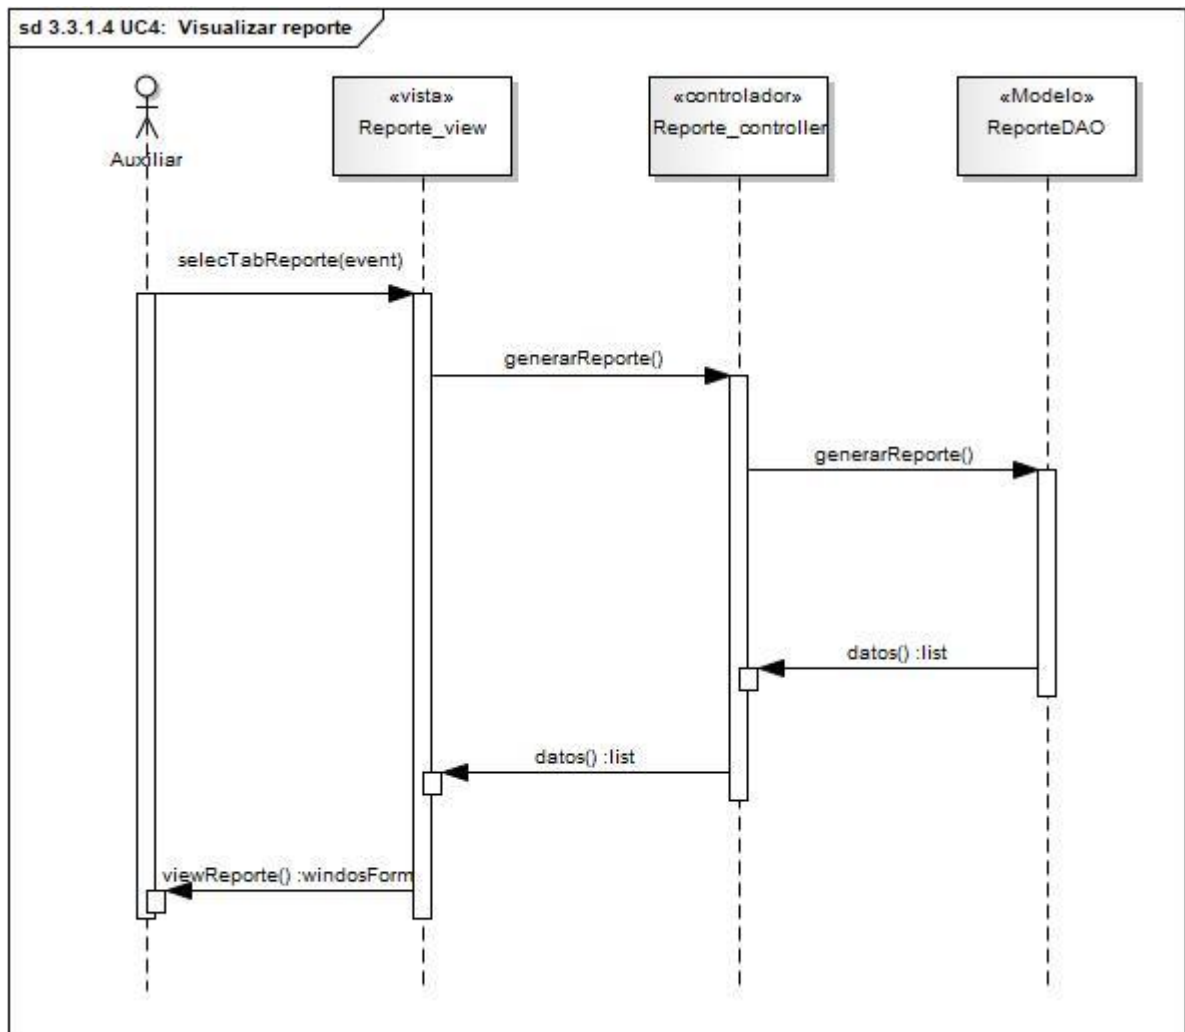 sd 3.3.1.4 UC4: Visualizar reporte
Auxiliar
«vista»
Reporte_view
«controlador»
Reporte_controller
«Modelo»
ReporteDAO
selecTabReporte(event)
generarReporte()
generarReporte()
datos() :list
datos() :list
viewReporte() :windosForm